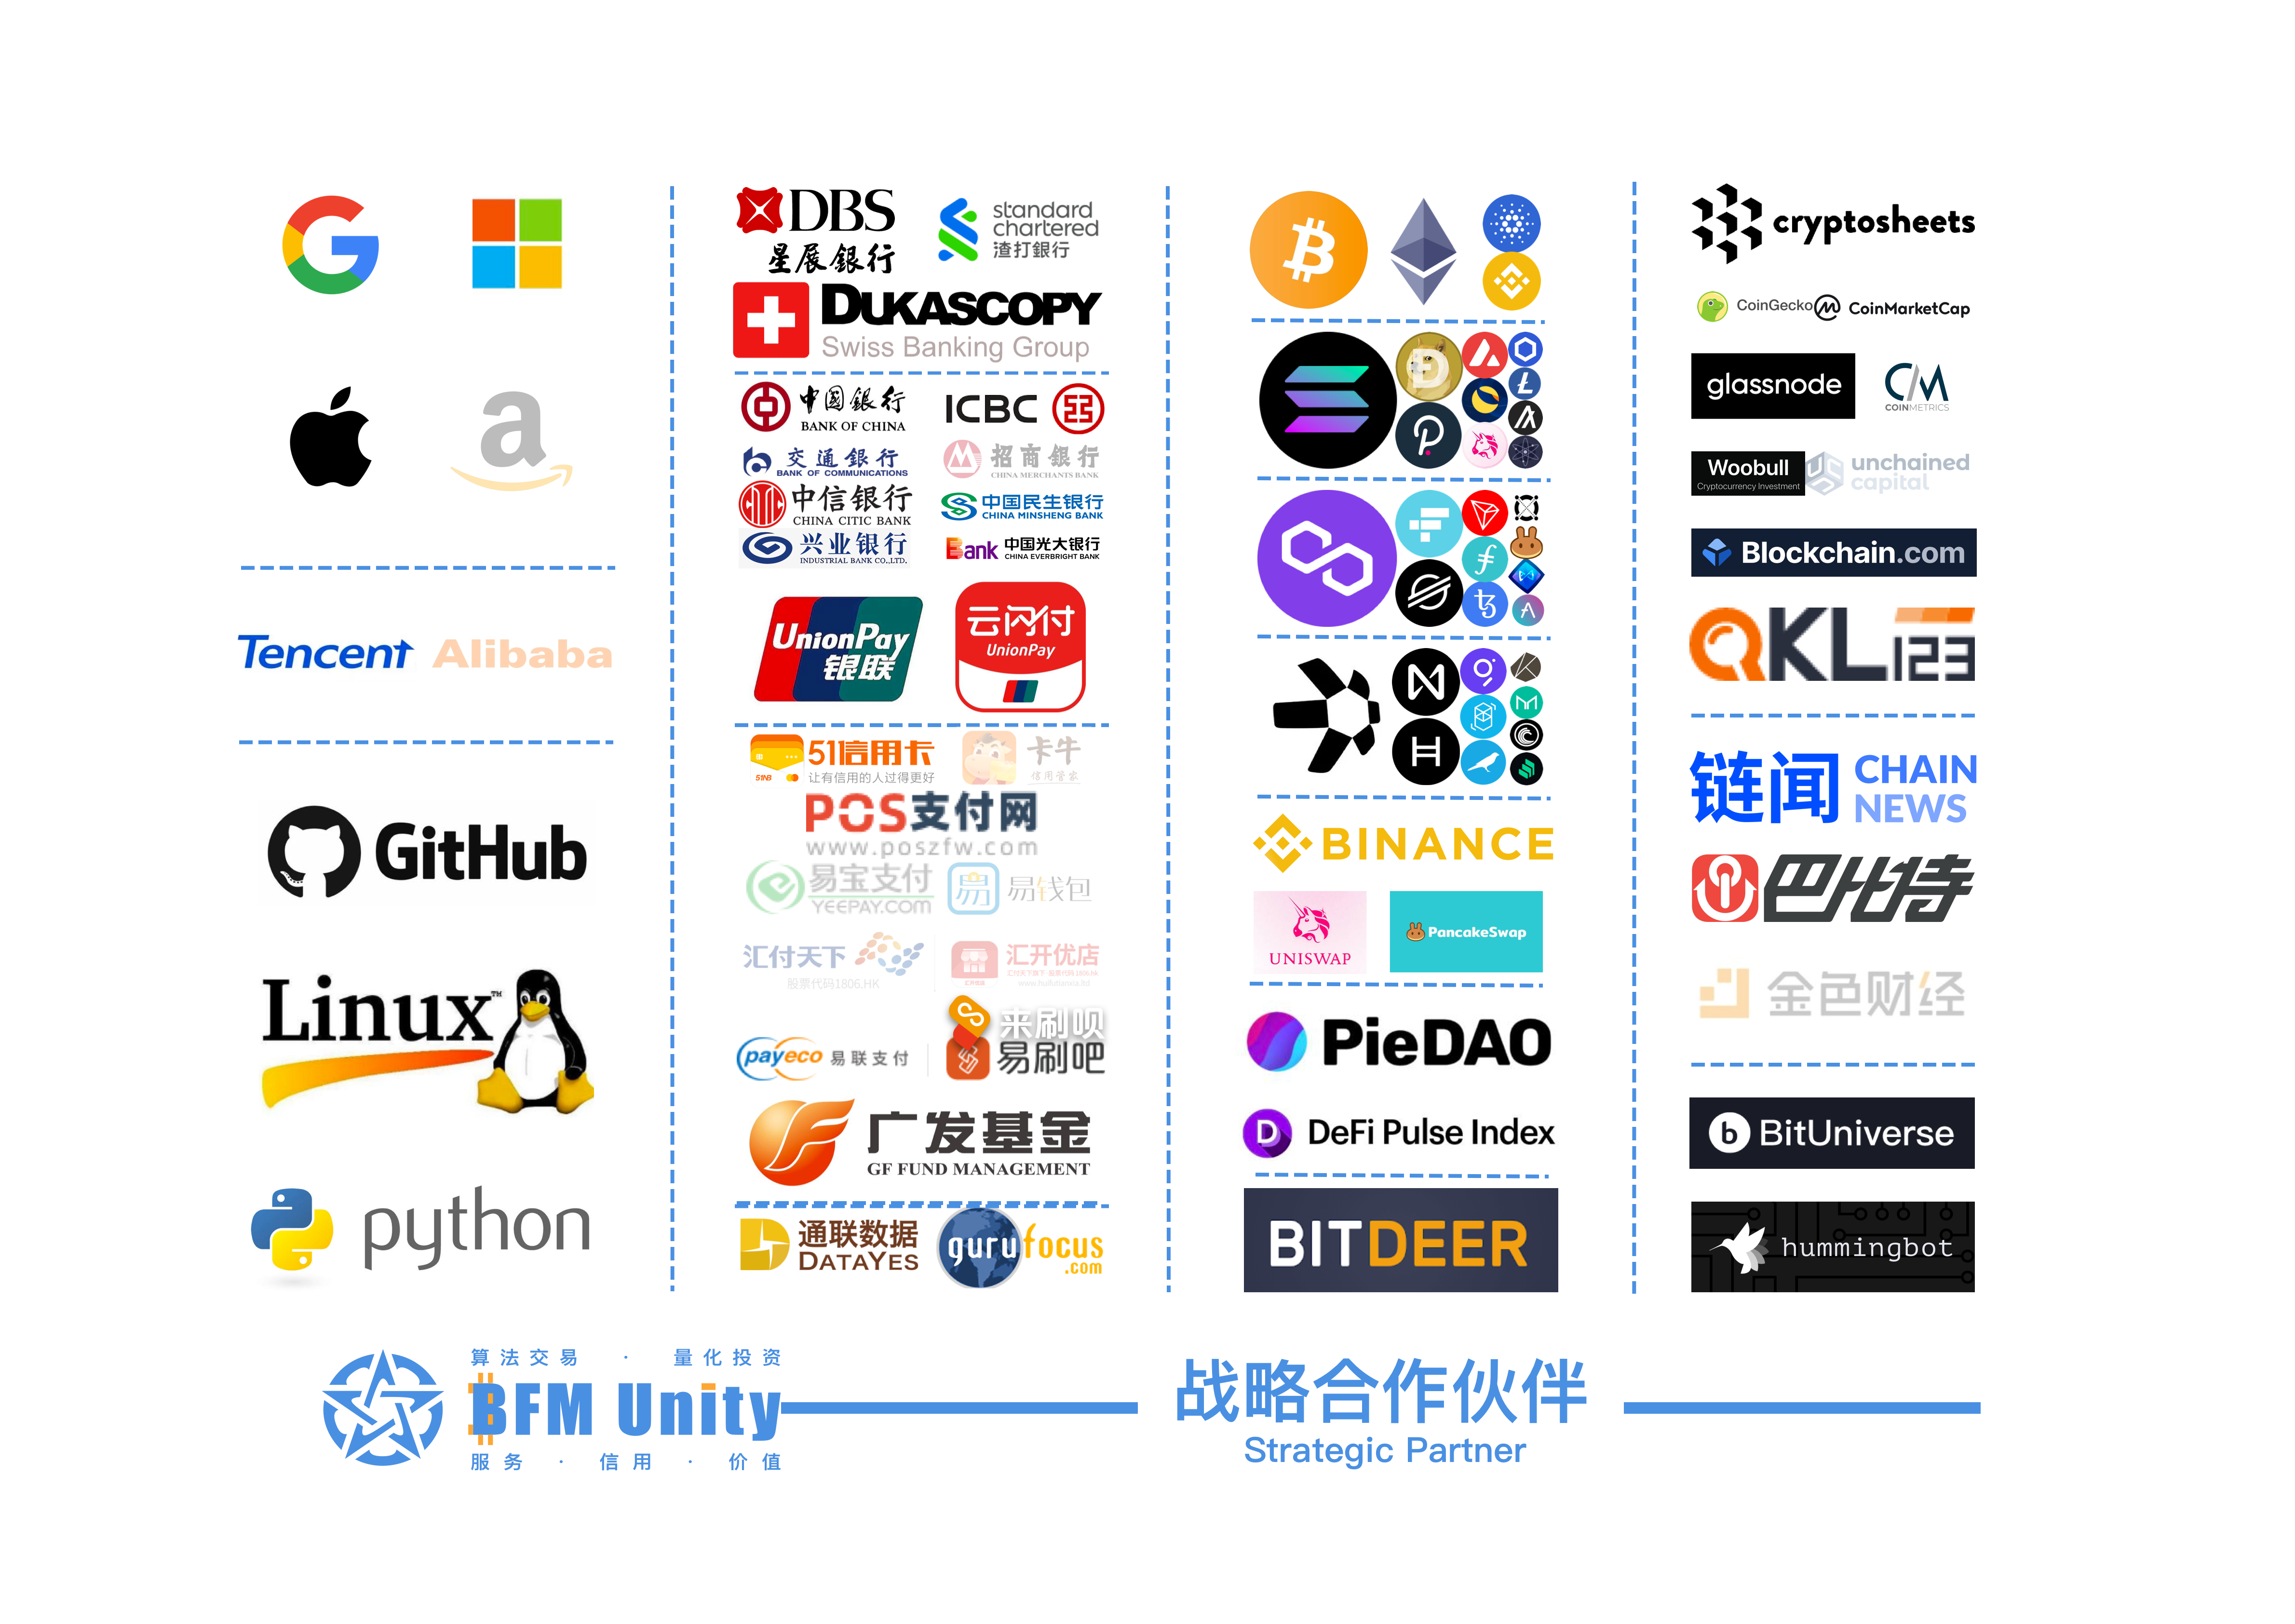 Tencent
Alibaba
GitHub
Linux™
python
DBS
星展銀行
standard
chartered
渣打銀行
DUKASCOPY
Swiss Banking Group
中國銀行
BANK OF CHINA
ICBC
交通銀行
BANK OF COMMUNICATIONS
招商銀行
CHINA MERCHANTS BANK
中信银行
CHINA CITIC BANK
中国民生银行
CHINA MINSHENG BANK
兴业银行
INDUSTRIAL BANK CO.,LTD.
Bank
中国光大银行
CHINA EVERBRIGHT BANK
UnionPay
银联
云闪付
UnionPay
51信用卡
51NB
让有信用的人过得更好
卡牛
信用管家
POS支付网
www.poszfw.com
易宝支付
YEEPAY.COM
易
易钱包
汇付天下
股票代码1806.HK
汇开优店
payeco 易联支付
来刷呗
易刷吧
广发基金
GF FUND MANAGEMENT
通联数据
DATAYES
gurufocus
.com
BINANCE
UNISWAP
PancakeSwap
PieDAO
DeFi Pulse Index
BITDEER
cryptosheets
CoinGecko
CoinMarketCap
glassnode
CM
COINMETRICS
Woobull
Cryptocurrency Investment
unchained
capital
Blockchain.com
QKL123
链闻
CHAIN
NEWS
巴比特
金色财经
b BitUniverse
hummingbot
算法交易 · 量化投资
BFM Unity
服务 · 信用 · 价值
战略合作伙伴
Strategic Partner